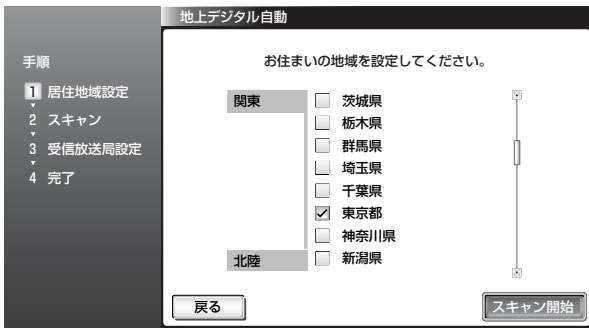 地上デジタル自動
手順
1 居住地域設定
2 スキャン
3 受信放送局設定
4 完了
お住まいの地域を設定してください。
関東 茨城県
栃木県
群馬県
埼玉県
千葉県
東京都
神奈川県
北陸 新潟県
戻る
スキャン開始